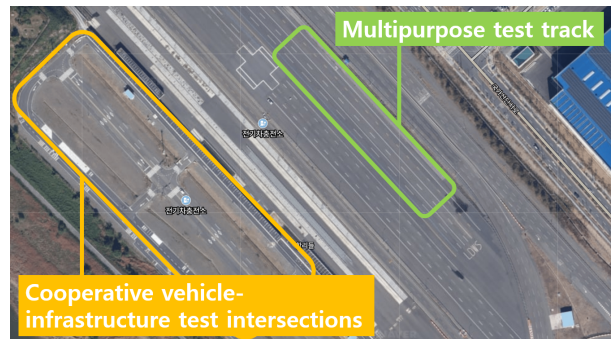 Multipurpose test track
전기차충전소
전기차충전소
Cooperative vehicle-
infrastructure test intersections